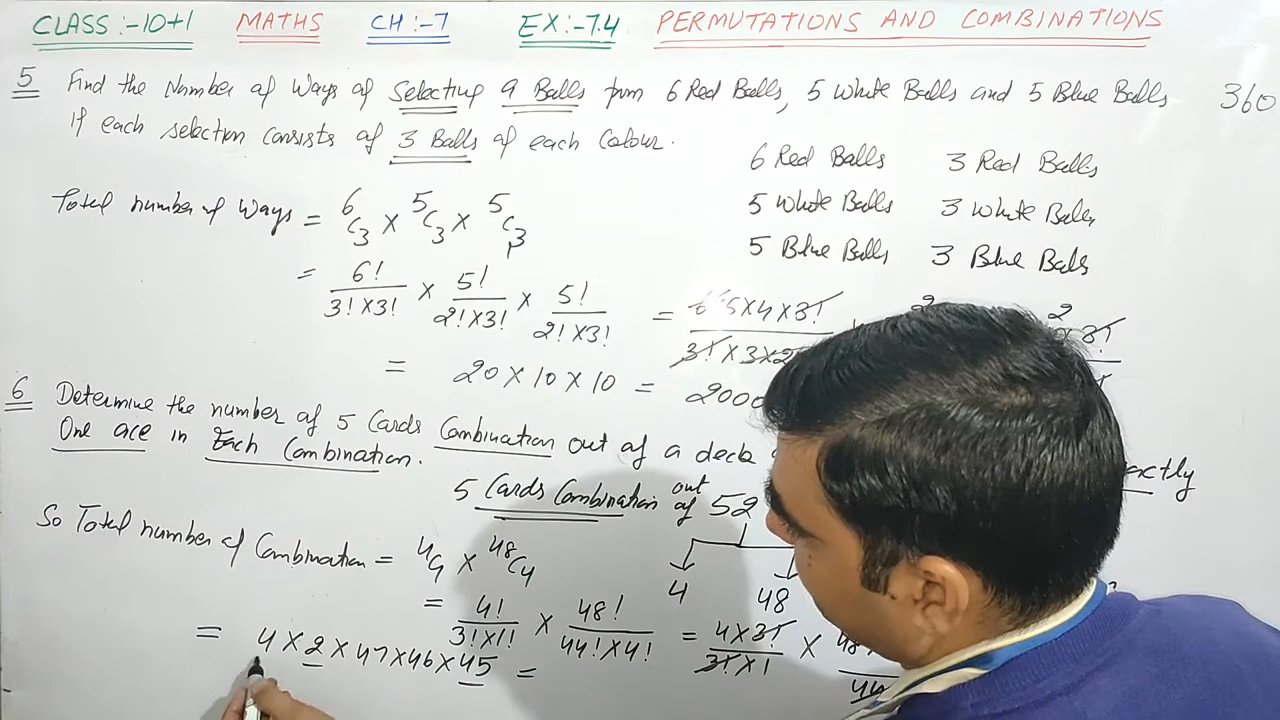 CLASS:-10+1 MATHS CH:-7 EX:-7.4 PERMUTATIONS AND COMBINATIONS
5 Find the Number of Ways of Selecting 9 Balls from 6 Red Balls, 5 White Balls and 5 Blue Balls 360
if each selection consists of 3 Balls of each Colour.
6 Red Balls 3 Red Balls
5 White Balls 3 White Balls
5 Blue Balls 3 Blue Balls
Total number of Ways = ⁶C₃ × ⁵C₃ × ⁵C₃
= 6!/(3!×3!) × 5!/(2!×3!) × 5!/(2!×3!) = (6×5×4×3!)/(3!×3×2
= 20 × 10 × 10 = 2000
6 Determine the number of 5 Cards Combination out of a deck
One ace in Each Combination. exactly
5 Cards Combination out of 52
4 48
So Total number of Combination = ⁴C₁ × ⁴⁸C₄
= 4!/(3!×1!) × 48!/(44!×4!) = (4×3!)/(3!×1) ×
= 4×2×47×46×45 =